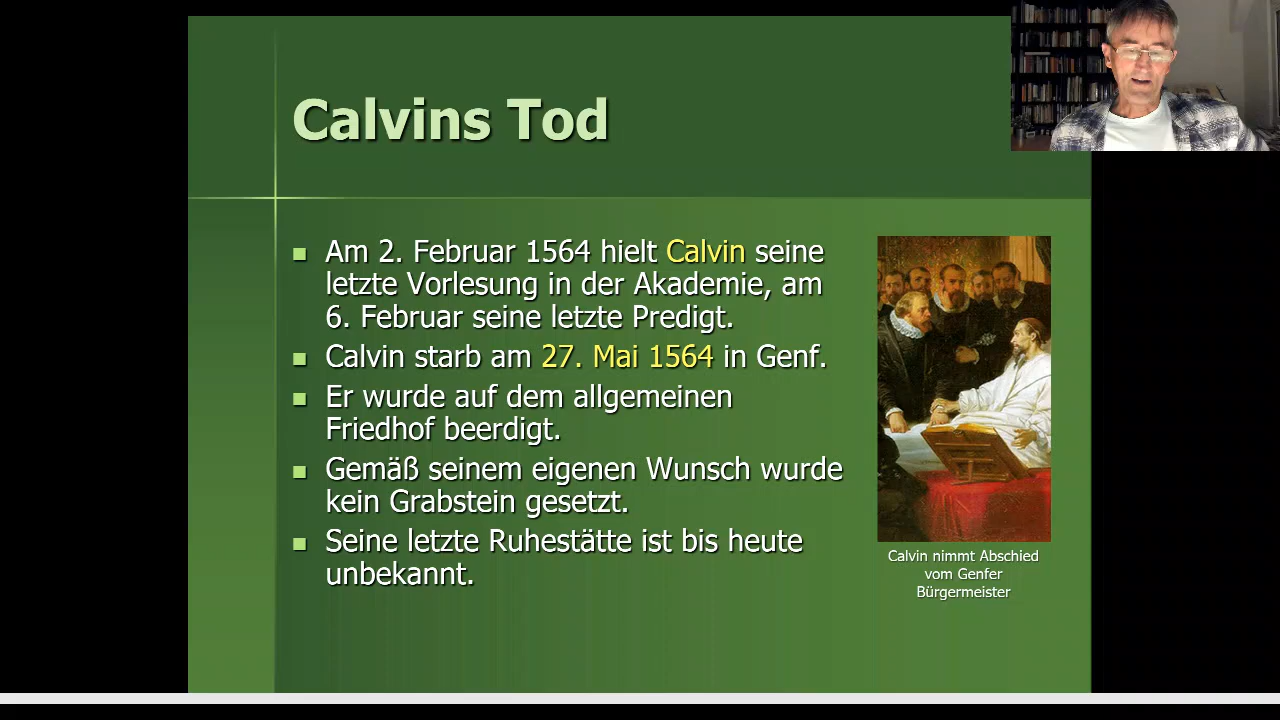 Calvins Tod
Am 2. Februar 1564 hielt Calvin seine
letzte Vorlesung in der Akademie, am
6. Februar seine letzte Predigt.
Calvin starb am 27. Mai 1564 in Genf.
Er wurde auf dem allgemeinen
Friedhof beerdigt.
Gemäß seinem eigenen Wunsch wurde
kein Grabstein gesetzt.
Seine letzte Ruhestätte ist bis heute
unbekannt.
Calvin nimmt Abschied
vom Genfer
Bürgermeister